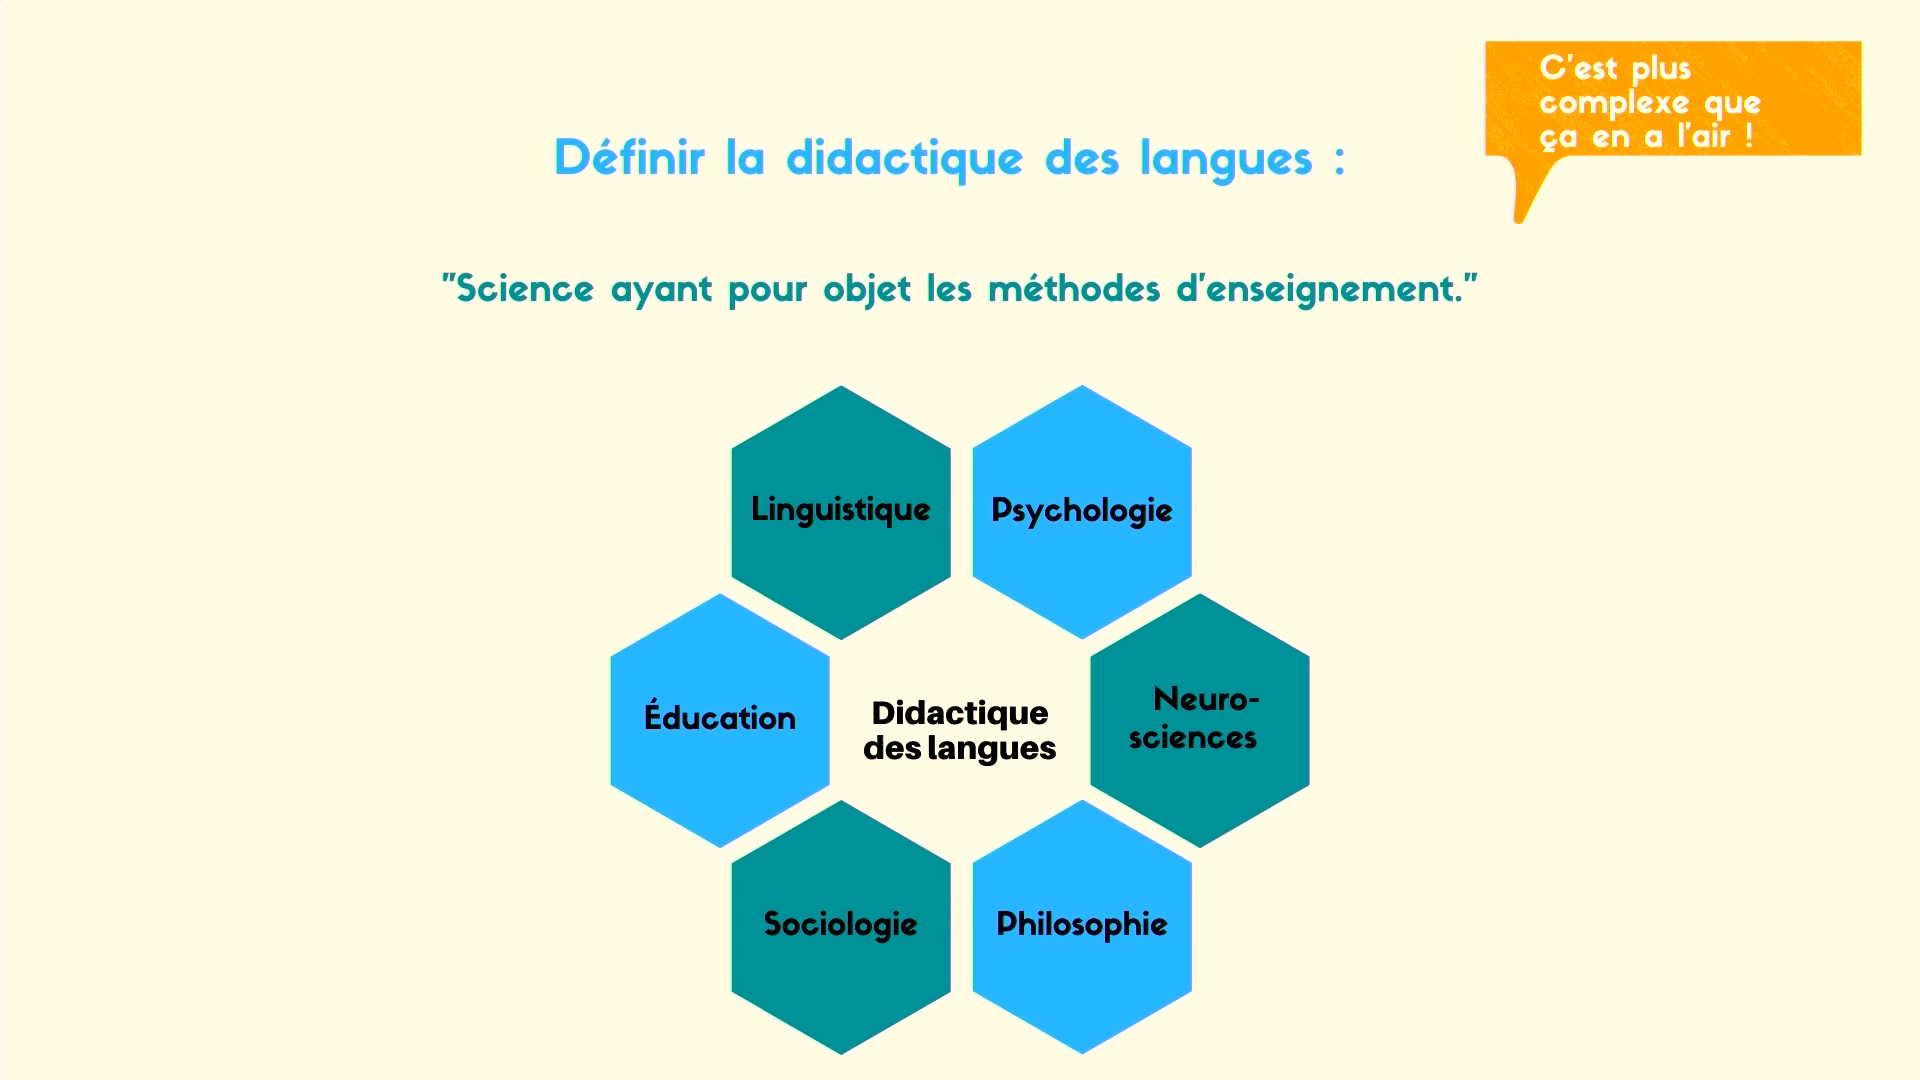 C'est plus
complexe que
ça en a l'air !
Définir la didactique des langues :
"Science ayant pour objet les méthodes d'enseignement."
Linguistique
Psychologie
Éducation
Didactique
des langues
Neuro-
sciences
Sociologie
Philosophie